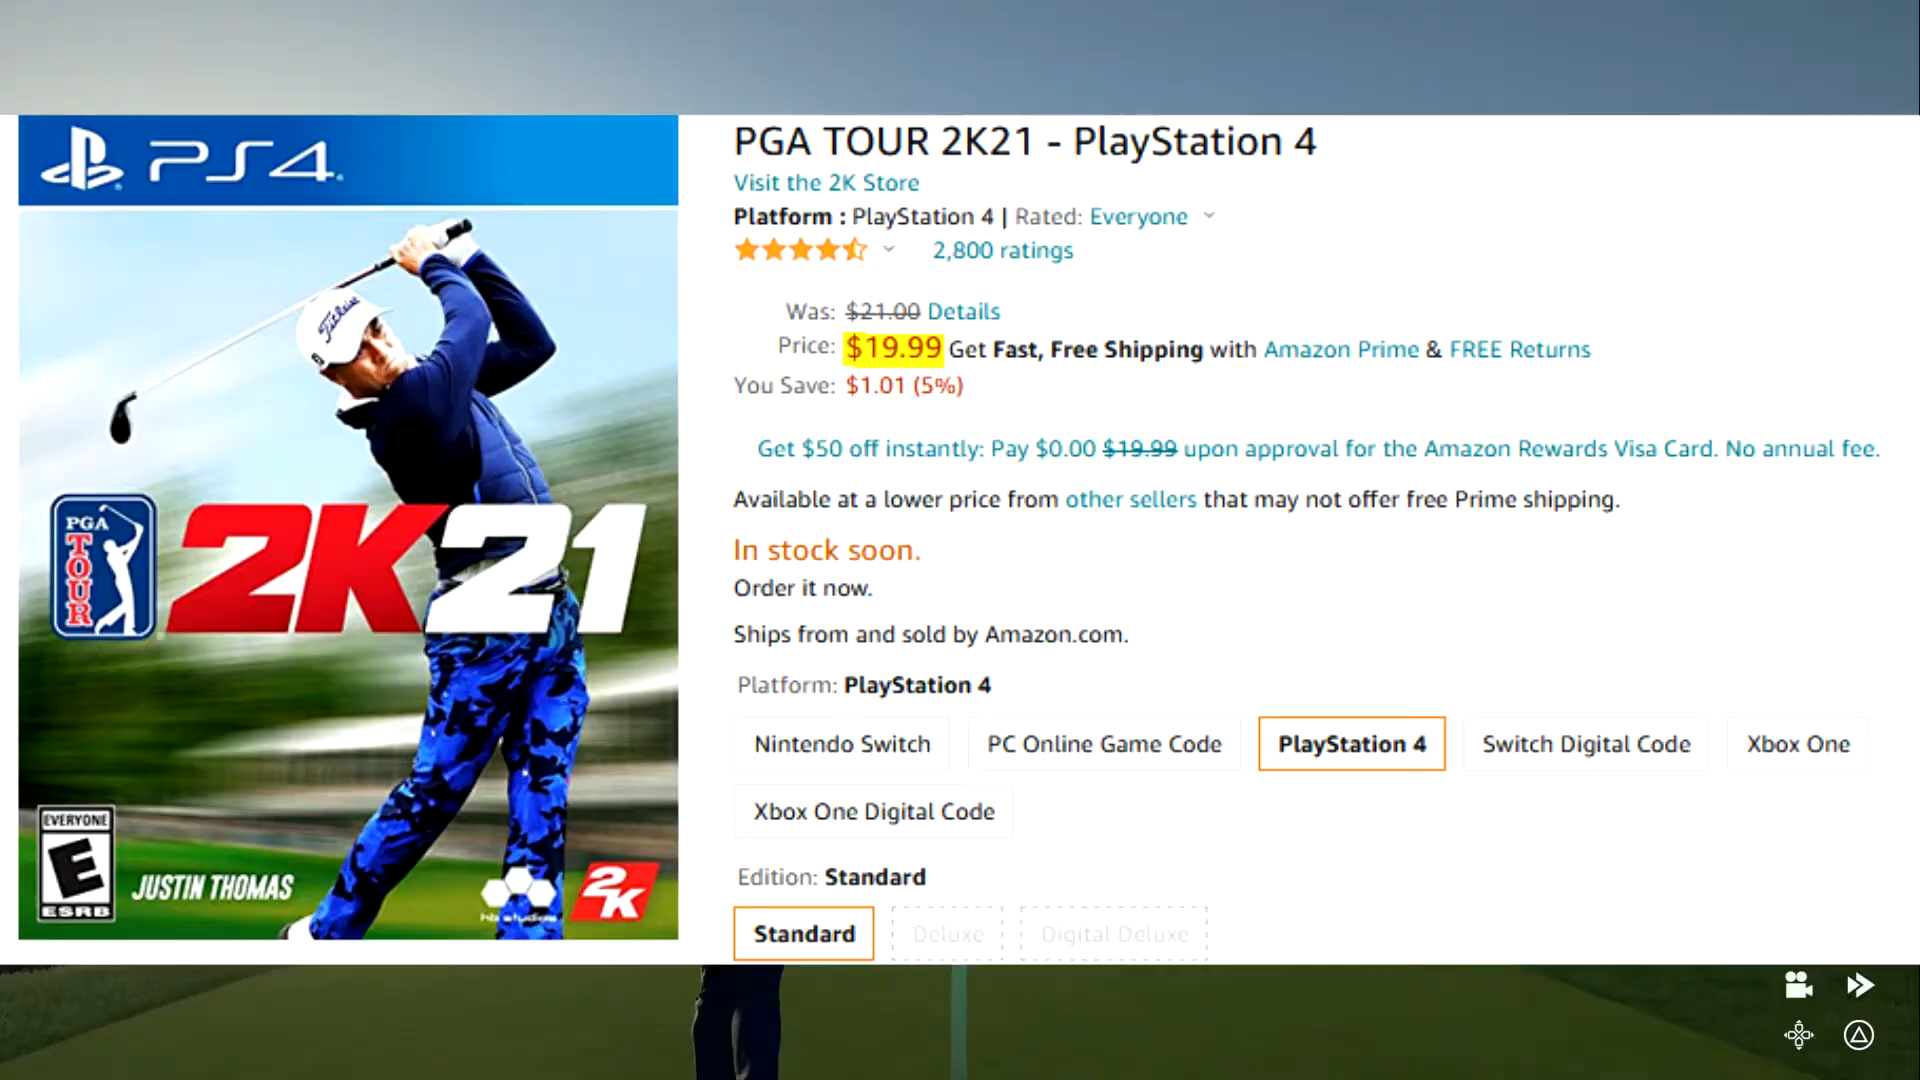 PS4
Titleist
PGA
TOUR
2K21
EVERYONE
E
ESRB
JUSTIN THOMAS
hb studios
2K
PGA TOUR 2K21 - PlayStation 4
Visit the 2K Store
Platform : PlayStation 4 | Rated: Everyone
2,800 ratings
Was: $21.00 Details
Price: $19.99 Get Fast, Free Shipping with Amazon Prime & FREE Returns
You Save: $1.01 (5%)
Get $50 off instantly: Pay $0.00 $19.99 upon approval for the Amazon Rewards Visa Card. No annual fee.
Available at a lower price from other sellers that may not offer free Prime shipping.
In stock soon.
Order it now.
Ships from and sold by Amazon.com.
Platform: PlayStation 4
Nintendo Switch PC Online Game Code PlayStation 4 Switch Digital Code Xbox One
Xbox One Digital Code
Edition: Standard
Standard Deluxe Digital Deluxe